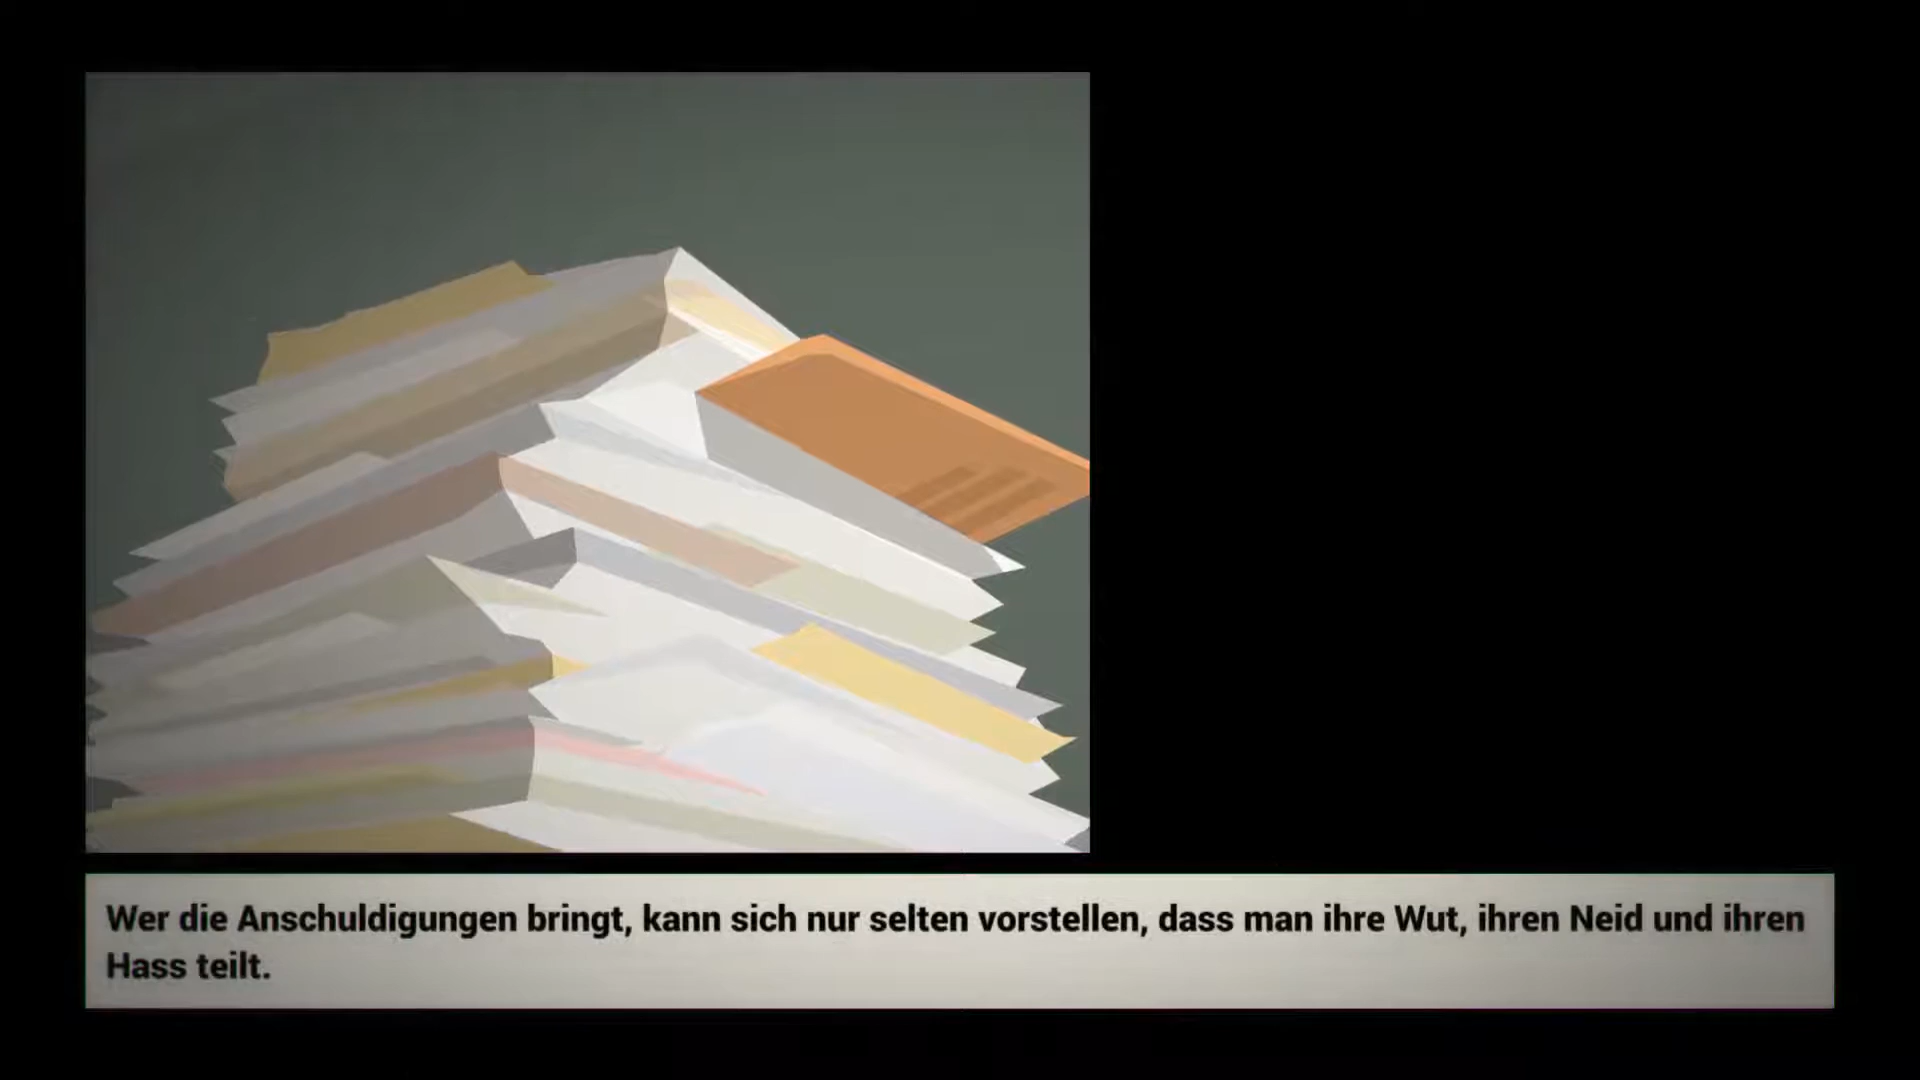 Wer die Anschuldigungen bringt, kann sich nur selten vorstellen, dass man ihre Wut, ihren Neid und ihren
Hass teilt.